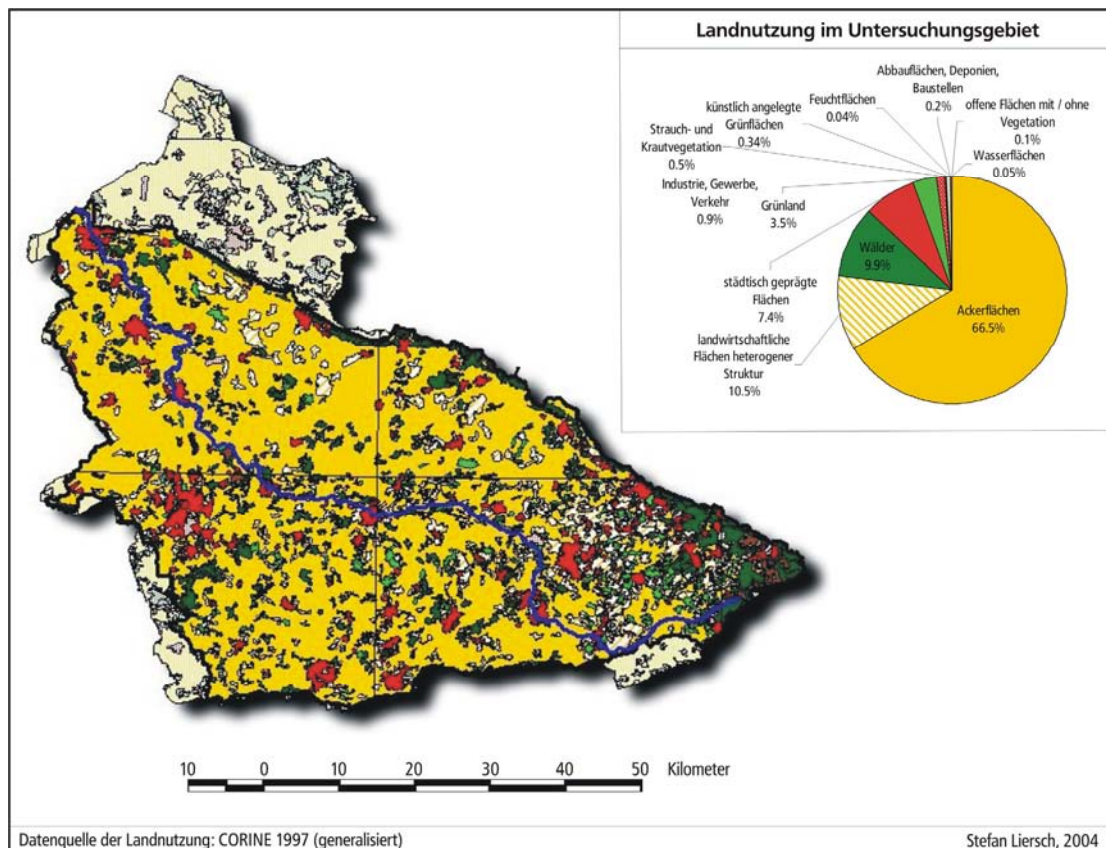 Landnutzung im Untersuchungsgebiet
Abbauflächen, Deponien,
Baustellen
0.2%
offene Flächen mit / ohne
Vegetation
0.1%
Feuchtflächen
0.04%
künstlich angelegte
Grünflächen
0.34%
Strauch- und
Krautvegetation
0.5%
Wasserflächen
0.05%
Industrie, Gewerbe,
Verkehr
0.9%
Grünland
3.5%
Wälder
9.9%
städtisch geprägte
Flächen
7.4%
Ackerflächen
66.5%
landwirtschaftliche
Flächen heterogener
Struktur
10.5%
10 0 10 20 30 40 50 Kilometer
Datenquelle der Landnutzung: CORINE 1997 (generalisiert)
Stefan Liersch, 2004